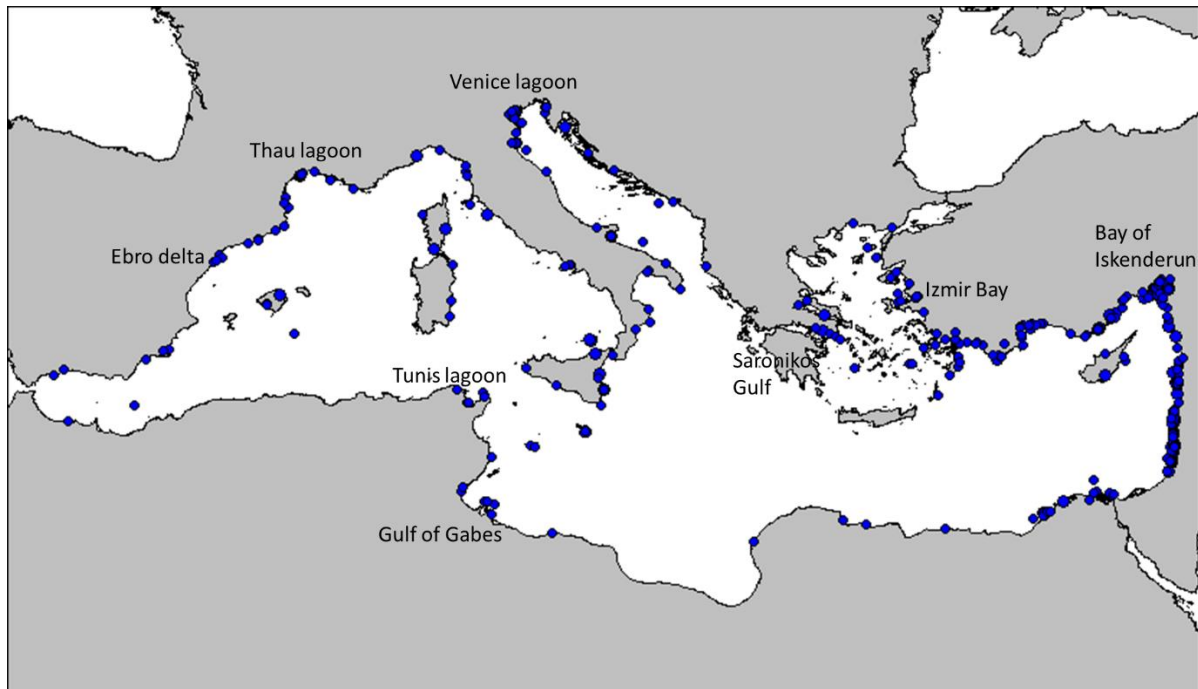 Venice lagoon
Thau lagoon
Ebro delta
Bay of
Iskenderun
Izmir Bay
Saronikos
Gulf
Tunis lagoon
Gulf of Gabes